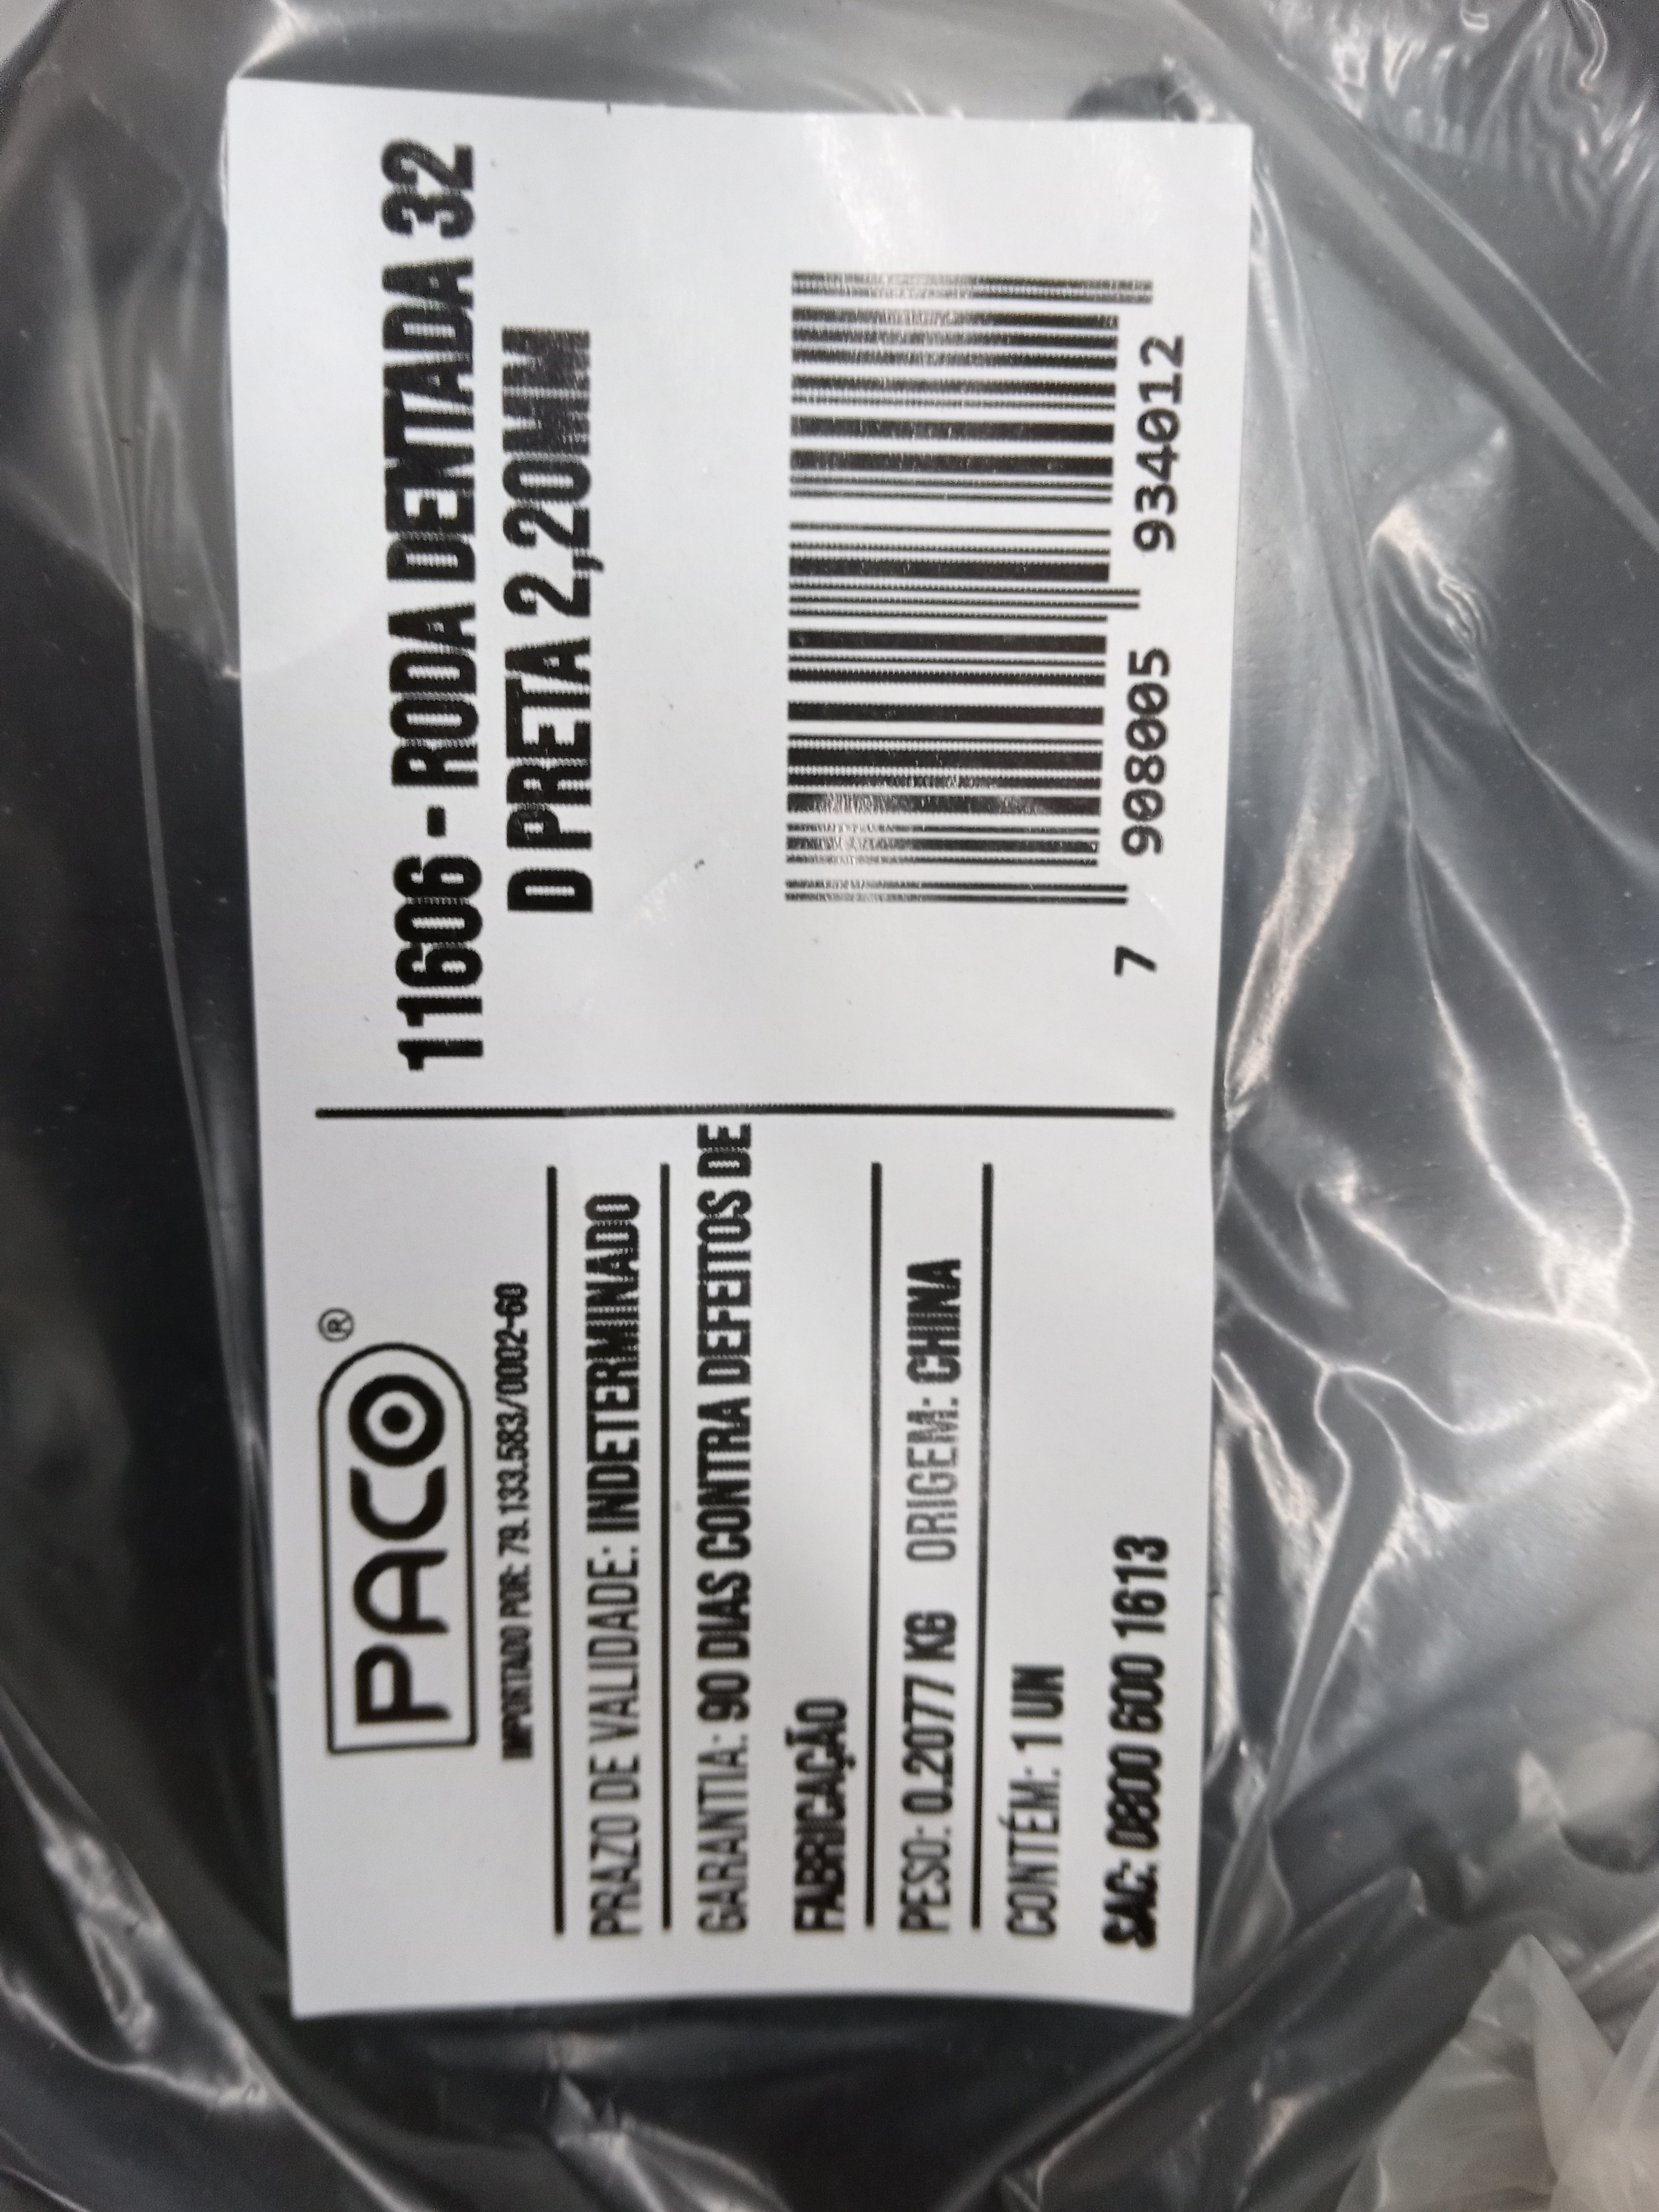 PACO®
IMPORTADO POR: 79.133.583/0002-60
PRAZO DE VALIDADE: INDETERMINADO
GARANTIA: 90 DIAS CONTRA DEFEITOS DE
FABRICAÇÃO
PESO: 0.2077 KG ORIGEM: CHINA
CONTÉM: 1 UN
SAC: 0800 600 1613
11606 - RODA DENTADA 32
D PRETA 2,20MM
7 908005 934012